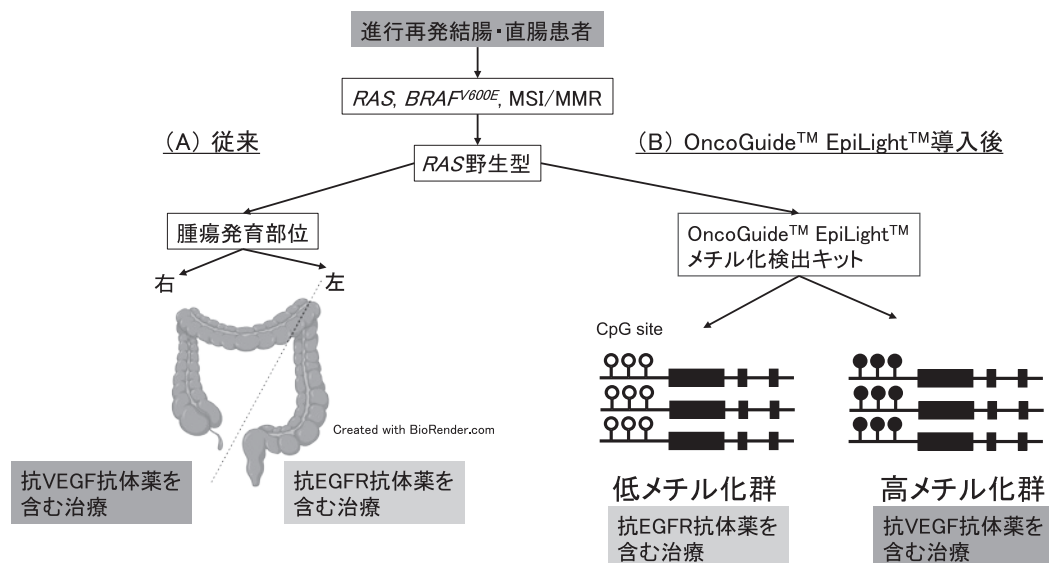 進行再発結腸・直腸患者
RAS, BRAFV600E, MSI/MMR
(A) 従来
(B) OncoGuide™ EpiLight™導入後
RAS野生型
腫瘍発育部位
OncoGuide™ EpiLight™
メチル化検出キット
右
左
CpG site
Created with BioRender.com
抗VEGF抗体薬を
含む治療
抗EGFR抗体薬を
含む治療
低メチル化群
高メチル化群
抗EGFR抗体薬を
含む治療
抗VEGF抗体薬を
含む治療